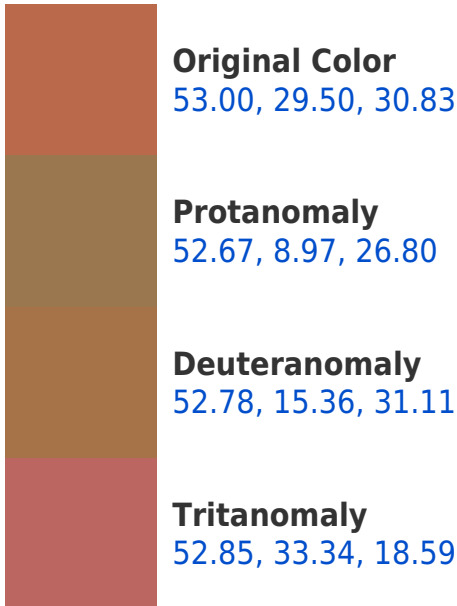 Original Color
53.00, 29.50, 30.83
Protanomaly
52.67, 8.97, 26.80
Deuteranomaly
52.78, 15.36, 31.11
Tritanomaly
52.85, 33.34, 18.59